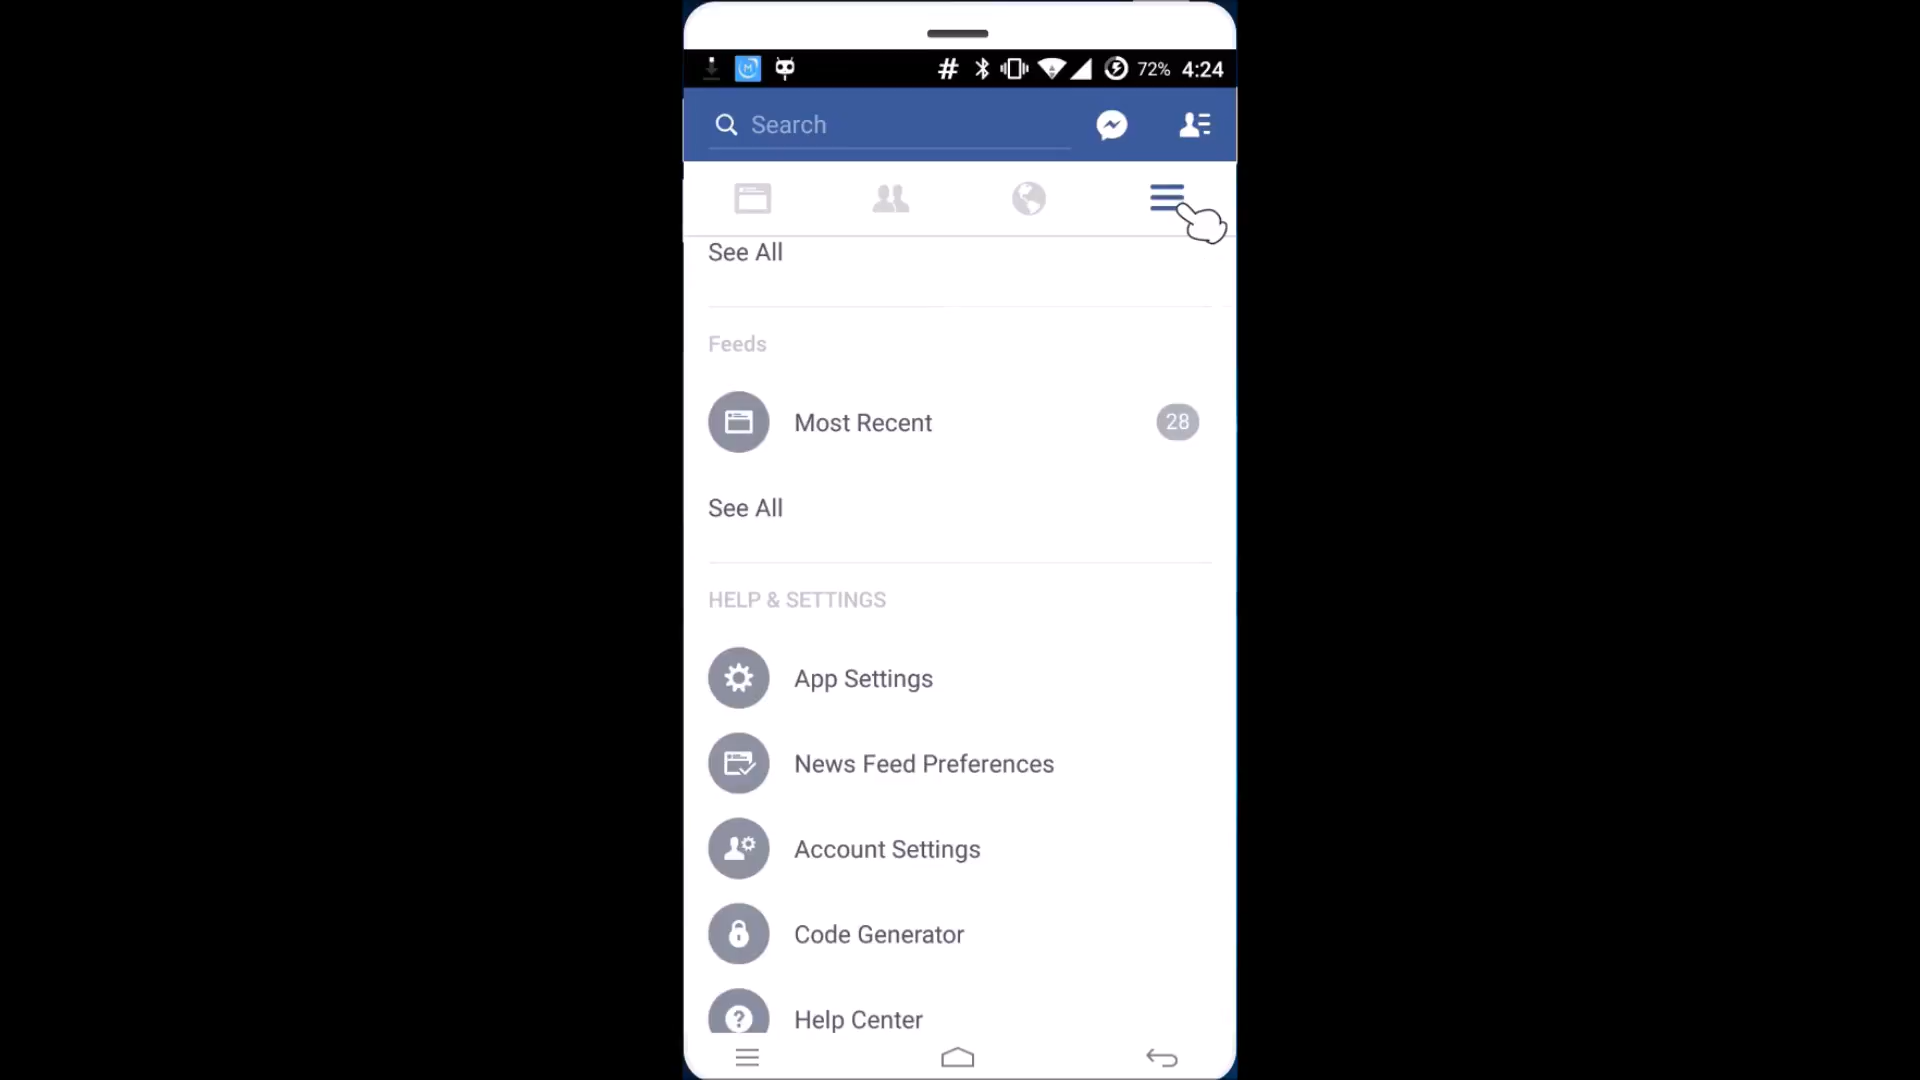 72% 4:24
Search
See All
Feeds
Most Recent 28
See All
HELP & SETTINGS
App Settings
News Feed Preferences
Account Settings
Code Generator
Help Center